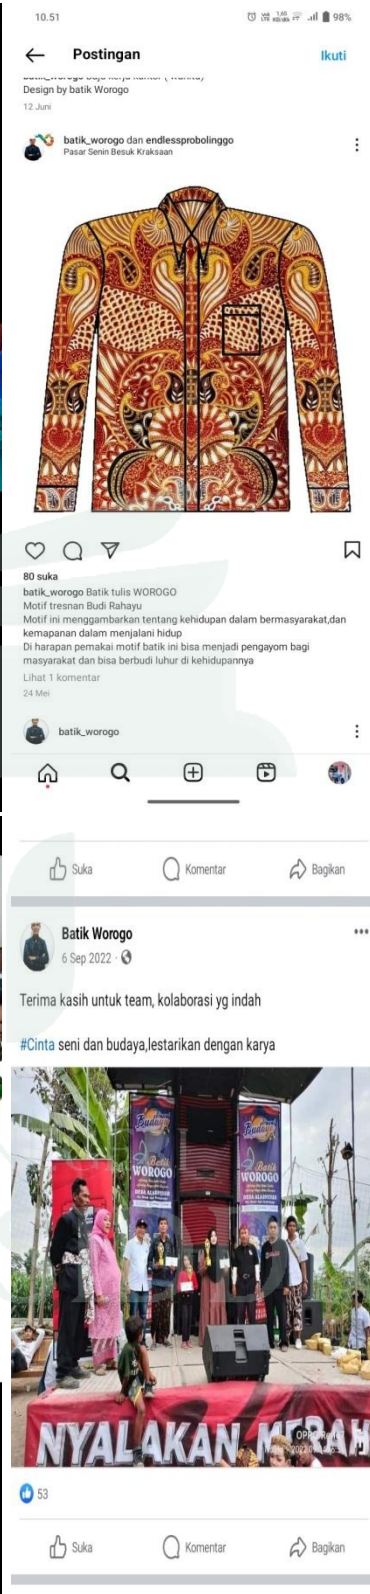 10.51
98%
Postingan
Ikuti
Design by batik Worogo
12 Juni
batik_worogo dan endlessprobolinggo
Pasar Senin Besuk Kraksaan
80 suka
batik_worogo Batik tulis WOROGO
Motif tresnan Budi Rahayu
Motif ini menggambarkan tentang kehidupan dalam bermasyarakat,dan
kemapanan dalam menjalani hidup
Di harapan pemakai motif batik ini bisa menjadi pengayom bagi
masyarakat dan bisa berbudi luhur di kehidupannya
Lihat 1 komentar
24 Mei
batik_worogo
Suka
Komentar
Bagikan
Batik Worogo
6 Sep 2022
Terima kasih untuk team, kolaborasi yg indah
#Cinta seni dan budaya,lestarikan dengan karya
Budaya
Batik
WOROGO
Budaya
Batik
WOROGO
NYALAKAN MERAH
53
Suka
Komentar
Bagikan